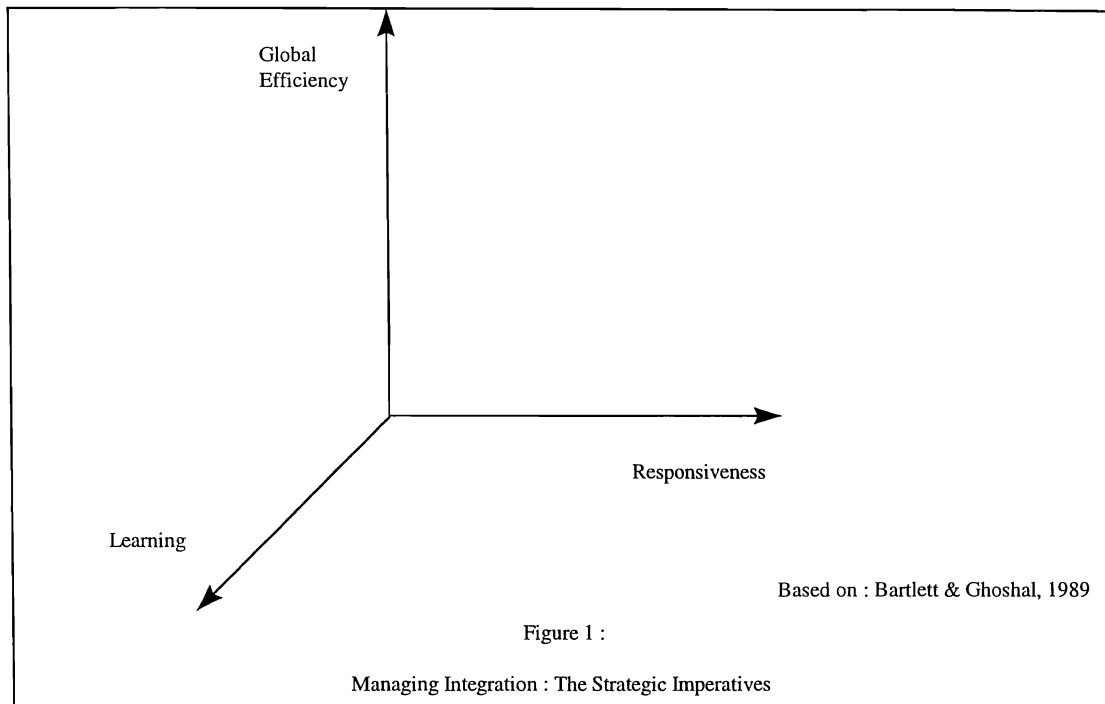 Global
Efficiency
Responsiveness
Learning
Based on : Bartlett & Ghoshal, 1989
Figure 1 :
Managing Integration : The Strategic Imperatives